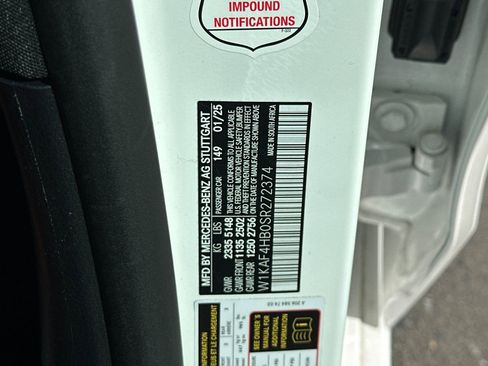 IMPOUND
NOTIFICATIONS
MFD BY MERCEDES-BENZ AG STUTTGART
PASSENGER CAR 149 01/25
KG LBS
GVWR 2335 5148
GAWR FRONT 1135 2502
GAWR REAR 1250 2756
THIS VEHICLE CONFORMS TO ALL APPLICABLE
U.S. FEDERAL MOTOR VEHICLE SAFETY/BUMPER
AND THEFT PREVENTION STANDARDS IN EFFECT
ON THE DATE OF MANUFACTURE SHOWN ABOVE
MADE IN SOUTH AFRICA
W1KAF4HB0SR272374
SEE OWNER'S
MANUAL FOR
ADDITIONAL
INFORMATION